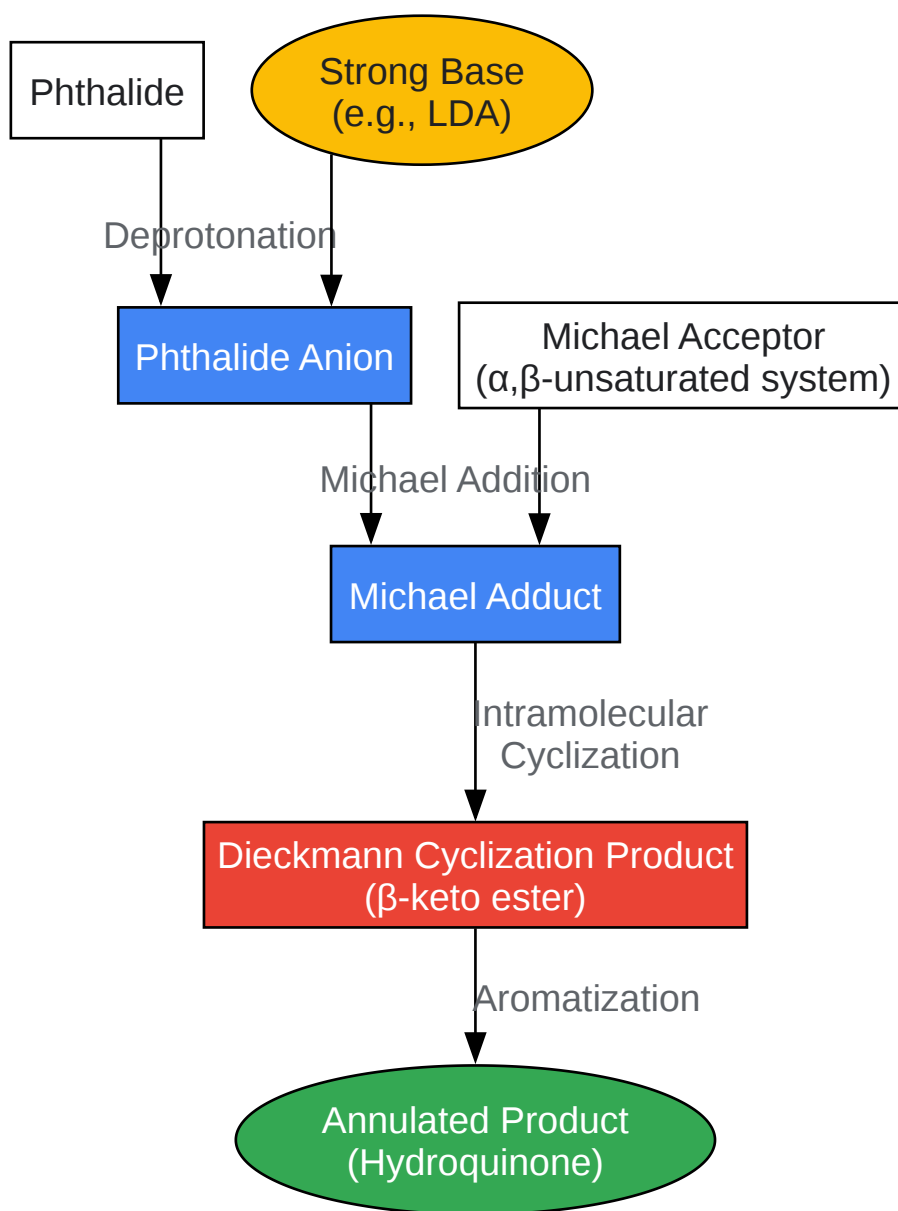 Phthalide
Strong Base
(e.g., LDA)
Deprotonation
Phthalide Anion
Michael Acceptor
(α,β-unsaturated system)
Michael Addition
Michael Adduct
Intramolecular
Cyclization
Dieckmann Cyclization Product
(β-keto ester)
Aromatization
Annulated Product
(Hydroquinone)